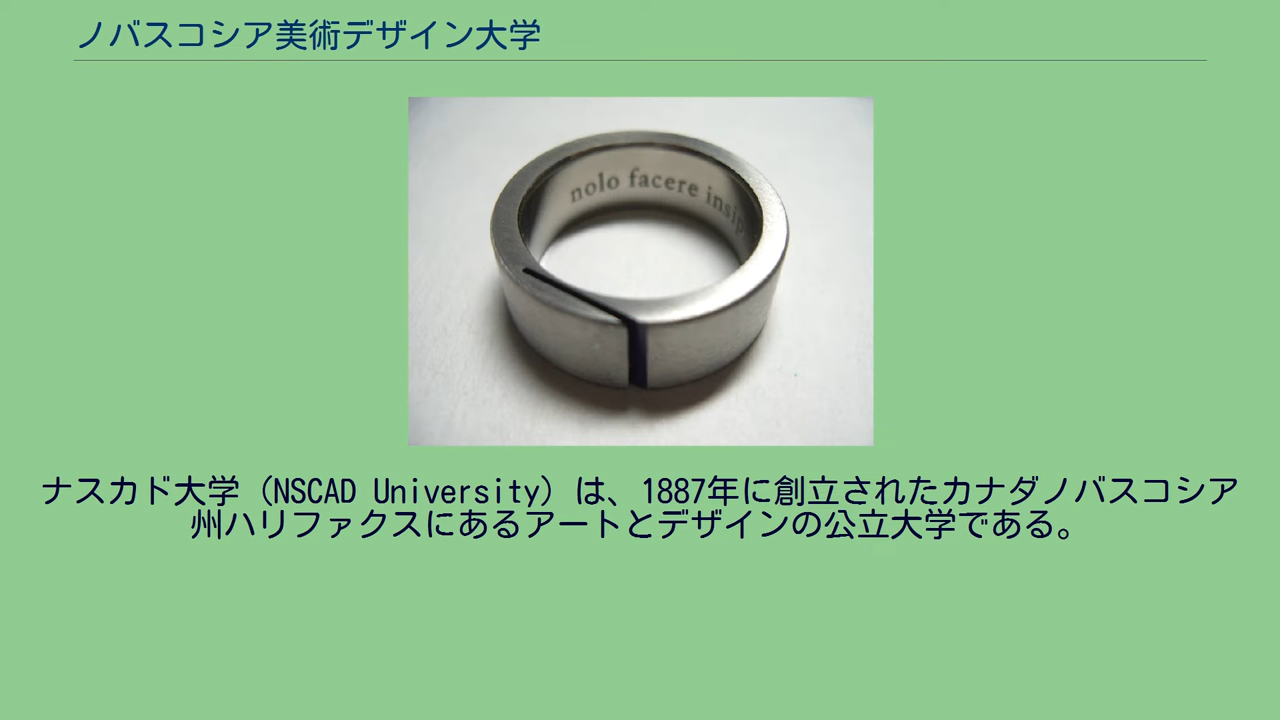 ノバスコシア美術デザイン大学
nolo facere
ナスカド大学（NSCAD University）は、1887年に創立されたカナダノバスコシア
州ハリファクスにあるアートとデザインの公立大学である。